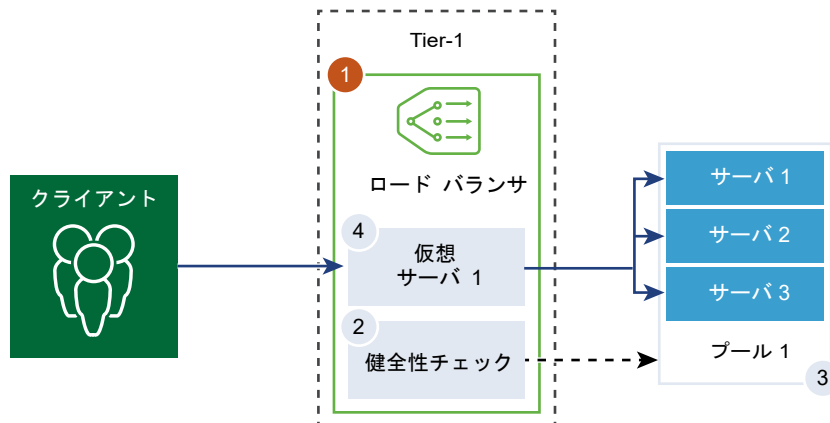 Tier-1
1
ロード バランサ
クライアント
4
仮想
サーバ 1
2
健全性チェック
サーバ 1
サーバ 2
サーバ 3
プール 1
3